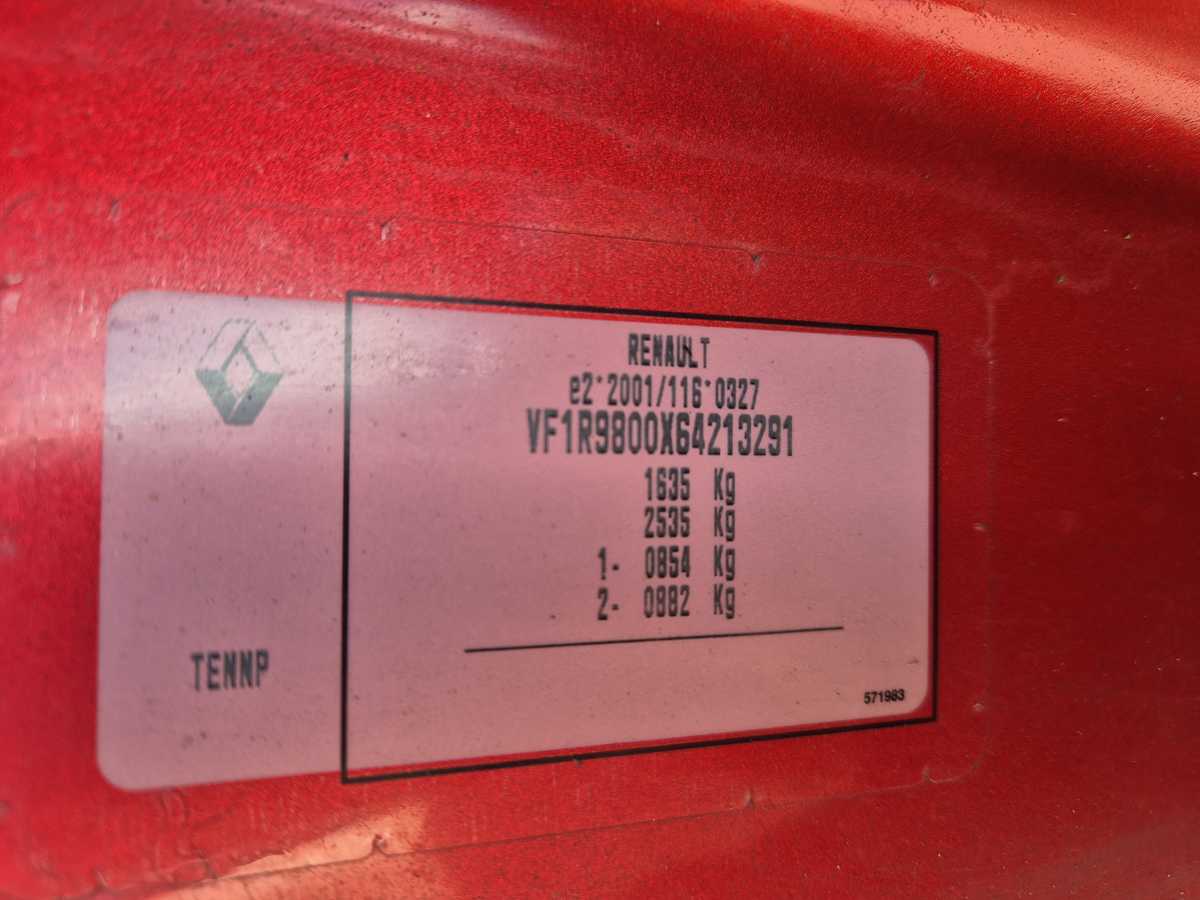 RENAULT
e2*2001/116*0327
VF1R9800X64213291
1635 Kg
2535 Kg
1- 0854 Kg
2- 0882 Kg
TENNP
571983